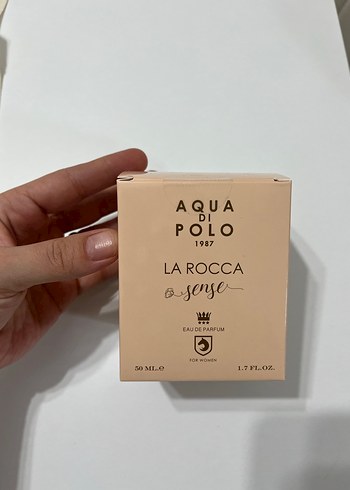 AQUA
DI
POLO
1987
LA ROCCA
sense
EAU DE PARFUM
FOR WOMEN
50 ML.e 1.7 FL.OZ.